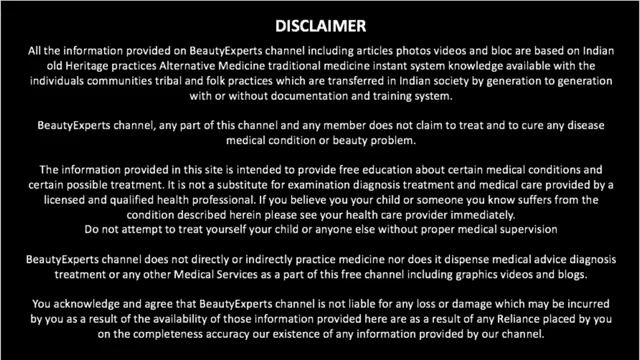 DISCLAIMER
All the information provided on BeautyExperts channel including articles photos videos and bloc are based on Indian
old Heritage practices Alternative Medicine traditional medicine instant system knowledge available with the
individuals communities tribal and folk practices which are transferred in Indian society by generation to generation
with or without documentation and training system.
BeautyExperts channel, any part of this channel and any member does not claim to treat and to cure any disease
medical condition or beauty problem.
The information provided in this site is intended to provide free education about certain medical conditions and
certain possible treatment. It is not a substitute for examination diagnosis treatment and medical care provided by a
licensed and qualified health professional. If you believe you your child or someone you know suffers from the
condition described herein please see your health care provider immediately.
Do not attempt to treat yourself your child or anyone else without proper medical supervision
BeautyExperts channel does not directly or indirectly practice medicine nor does it dispense medical advice diagnosis
treatment or any other Medical Services as a part of this free channel including graphics videos and blogs.
You acknowledge and agree that BeautyExperts channel is not liable for any loss or damage which may be incurred
by you as a result of the availability of those information provided here are as a result of any Reliance placed by you
on the completeness accuracy our existence of any information provided by our channel.